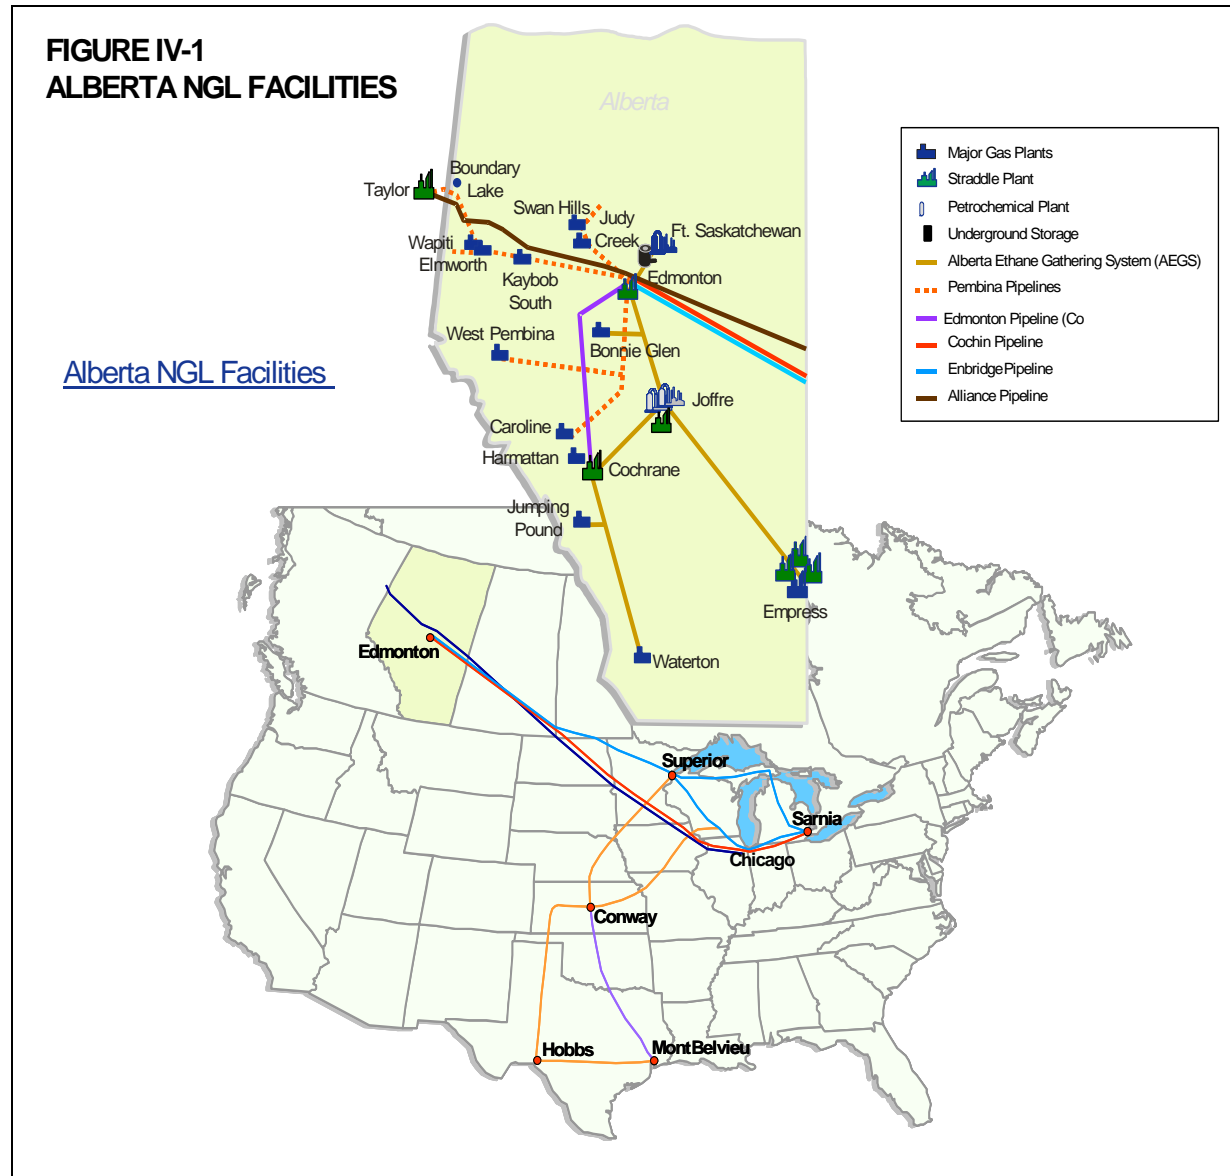 FIGURE IV-1
ALBERTA NGL FACILITIES
Alberta
Major Gas Plants
Straddle Plant
Petrochemical Plant
Underground Storage
Alberta Ethane Gathering System (AEGS)
Pembina Pipelines
Edmonton Pipeline (Co
Cochin Pipeline
Enbridge Pipeline
Alliance Pipeline
Boundary
Lake
Taylor
Swan Hills
Judy
Creek
Ft. Saskatchewan
Wapiti
Elmworth
Kaybob
South
Edmonton
West Pembina
Bonnie Glen
Alberta NGL Facilities
Joffre
Caroline
Harmattan
Cochrane
Jumping
Pound
Empress
Waterton
Edmonton
Superior
Sarnia
Chicago
Conway
Hobbs
Mont Belvieu